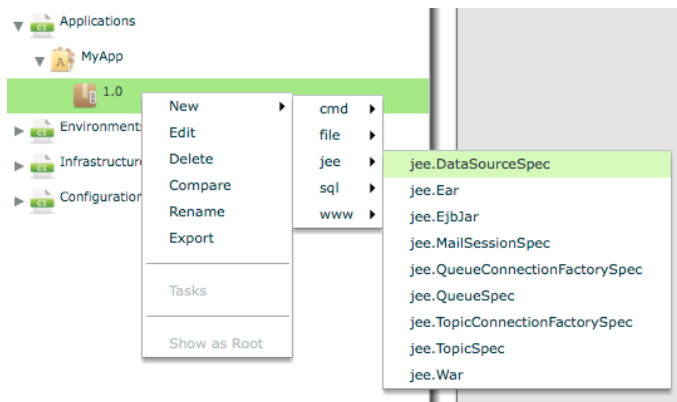 Applications
MyApp
1.0
Environments
Infrastructure
Configuration
New
Edit
Delete
Compare
Rename
Export
Tasks
Show as Root
cmd
file
jee
sql
www
jee.DataSourceSpec
jee.Ear
jee.EjbJar
jee.MailSessionSpec
jee.QueueConnectionFactorySpec
jee.QueueSpec
jee.TopicConnectionFactorySpec
jee.TopicSpec
jee.War